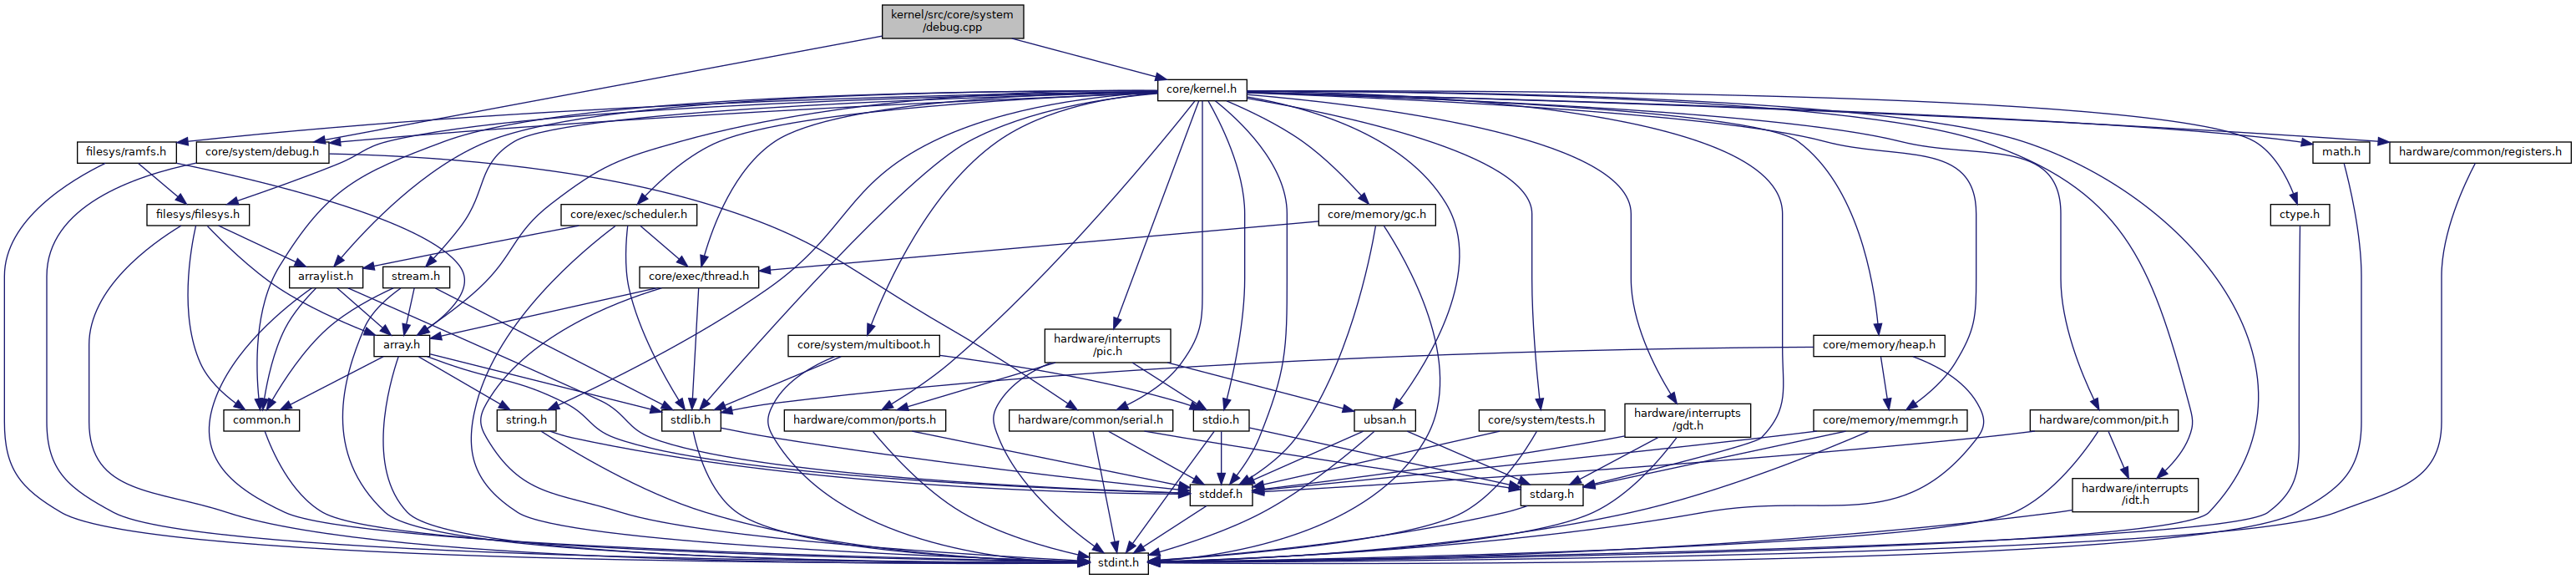 kernel/src/core/system
/debug.cpp
core/kernel.h
filesys/ramfs.h
core/system/debug.h
math.h
hardware/common/registers.h
filesys/filesys.h
core/exec/scheduler.h
core/memory/gc.h
ctype.h
arraylist.h
stream.h
core/exec/thread.h
array.h
core/system/multiboot.h
hardware/interrupts
/pic.h
core/memory/heap.h
common.h
string.h
stdlib.h
hardware/common/ports.h
hardware/common/serial.h
stdio.h
ubsan.h
core/system/tests.h
hardware/interrupts
/gdt.h
core/memory/memmgr.h
hardware/common/pit.h
stddef.h
stdarg.h
hardware/interrupts
/idt.h
stdint.h